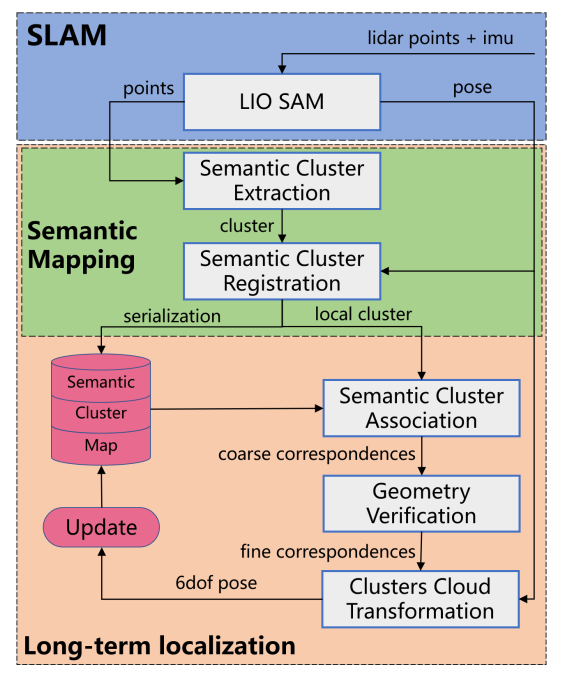 SLAM
lidar points + imu
points
LIO SAM
pose
Semantic Cluster
Extraction
cluster
Semantic
Mapping
Semantic Cluster
Registration
serialization
local cluster
Semantic
Cluster
Map
Semantic Cluster
Association
coarse correspondences
Geometry
Verification
Update
fine correspondences
6dof pose
Clusters Cloud
Transformation
Long-term localization